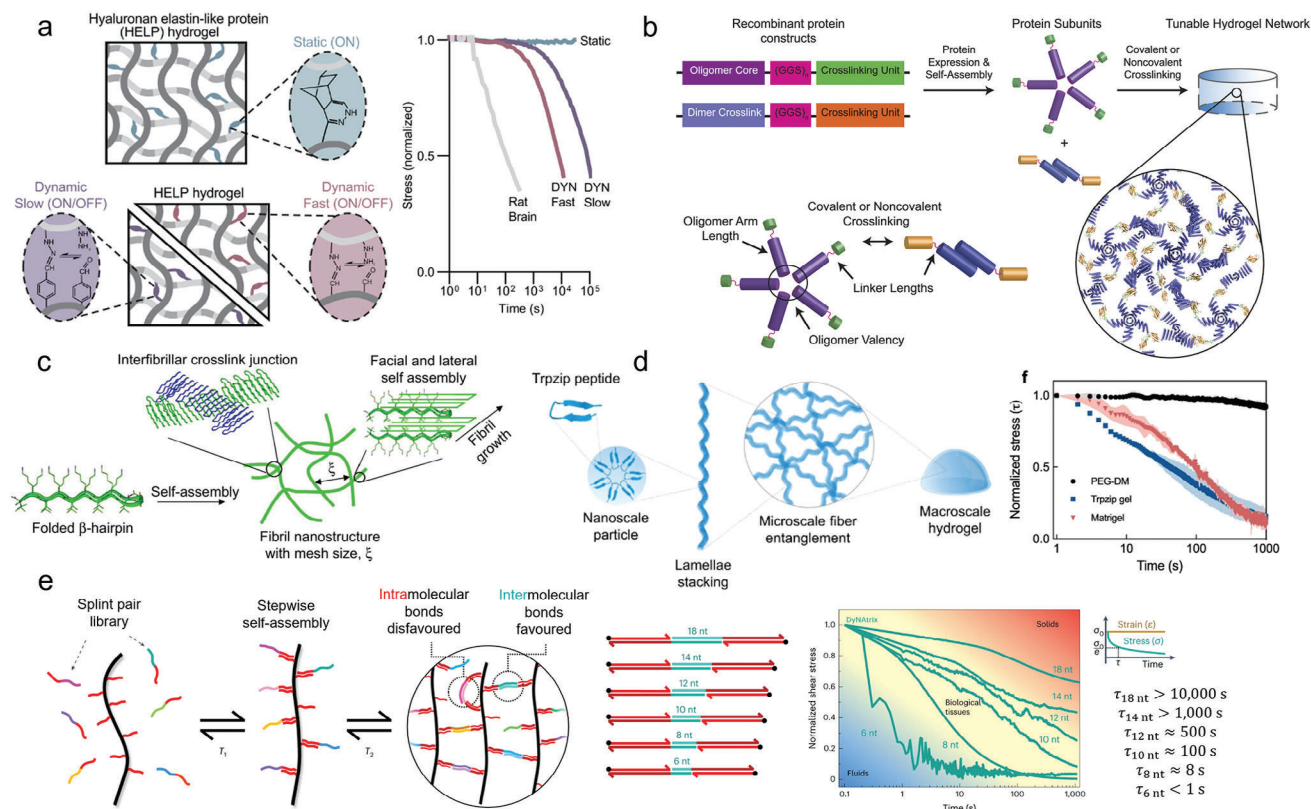 a
Hyaluronan elastin-like protein
(HELP) hydrogel
Static (ON)
NH
N
Dynamic
Slow (ON/OFF)
HELP hydrogel
Dynamic
Fast (ON/OFF)
Stress (normalized)
1.0
0.5
0.0
Static
Rat
Brain
DYN
Fast
DYN
Slow
10⁰ 10¹ 10² 10³ 10⁴ 10⁵
Time (s)
b
Recombinant protein
constructs
Oligomer Core
(GGS)
Crosslinking Unit
Dimer Crosslink
(GGS)
Crosslinking Unit
Protein
Expression &
Self-Assembly
Protein Subunits
+
Covalent or
Noncovalent
Crosslinking
Tunable Hydrogel Network
Oligomer Arm
Length
Covalent or Noncovalent
Crosslinking
Linker Lengths
Oligomer Valency
c
Interfibrillar crosslink junction
Facial and lateral
self assembly
Fibril
growth
Self-assembly
Folded β-hairpin
ξ
Fibril nanostructure
with mesh size, ξ
d
Trpzip peptide
Nanoscale
particle
Lamellae
stacking
Microscale fiber
entanglement
Macroscale
hydrogel
f
Normalized stress (τ)
1.0
0.5
0.0
PEG-DM
Trpzip gel
Matrigel
1 10 100 1000
Time (s)
e
Splint pair
library
Stepwise
self-assembly
Intramolecular
bonds
disfavoured
Intermolecular
bonds
favoured
T₁
T₂
18 nt
14 nt
12 nt
10 nt
8 nt
6 nt
Normalized shear stress
1.0
0.8
0.6
0.4
0.2
0
DyNAtrix
Solids
18 nt
14 nt
12 nt
10 nt
Biological
tissues
8 nt
6 nt
Fluids
0.1 1 10 100 1,000
Time (s)
σ₀
σ₀/e
Strain (ε)
Stress (σ)
τ
Time
τ₁₈ ₙₜ > 10,000 s
τ₁₄ ₙₜ > 1,000 s
τ₁₂ ₙₜ ≈ 500 s
τ₁₀ ₙₜ ≈ 100 s
τ₈ ₙₜ ≈ 8 s
τ₆ ₙₜ < 1 s